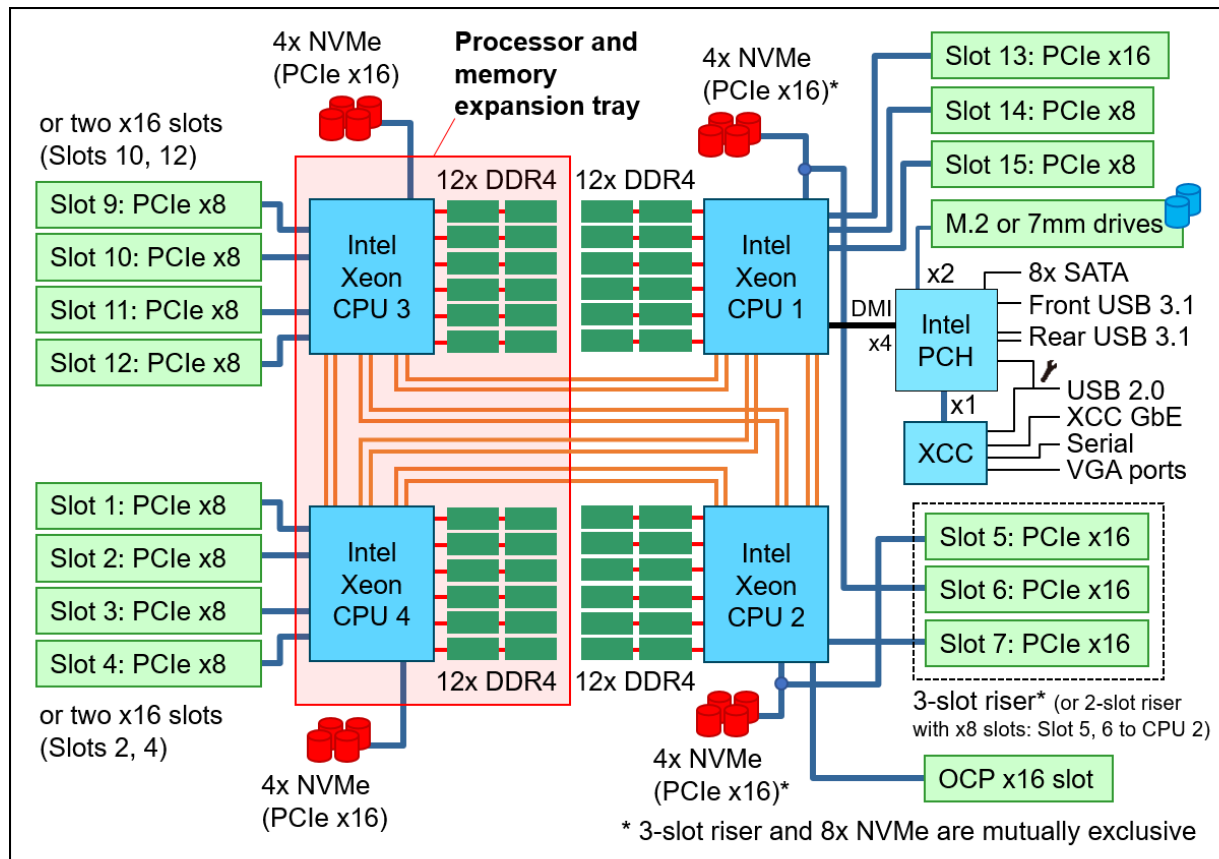 4x NVMe
(PCIe x16)
Processor and
memory
expansion tray
4x NVMe
(PCIe x16)*
Slot 13: PCIe x16
Slot 14: PCIe x8
Slot 15: PCIe x8
M.2 or 7mm drives
or two x16 slots
(Slots 10, 12)
Slot 9: PCIe x8
Slot 10: PCIe x8
Slot 11: PCIe x8
Slot 12: PCIe x8
12x DDR4
12x DDR4
Intel
Xeon
CPU 3
Intel
Xeon
CPU 1
DMI
x4
x2
Intel
PCH
8x SATA
Front USB 3.1
Rear USB 3.1
x1
XCC
USB 2.0
XCC GbE
Serial
VGA ports
Slot 1: PCIe x8
Slot 2: PCIe x8
Slot 3: PCIe x8
Slot 4: PCIe x8
or two x16 slots
(Slots 2, 4)
Intel
Xeon
CPU 4
Intel
Xeon
CPU 2
12x DDR4
12x DDR4
4x NVMe
(PCIe x16)
4x NVMe
(PCIe x16)*
Slot 5: PCIe x16
Slot 6: PCIe x16
Slot 7: PCIe x16
3-slot riser* (or 2-slot riser
with x8 slots: Slot 5, 6 to CPU 2)
OCP x16 slot
* 3-slot riser and 8x NVMe are mutually exclusive